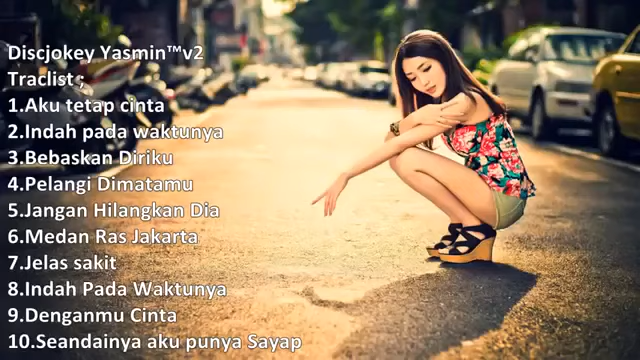 Discjokey Yasmin™v2
Traclist ;
1.Aku tetap cinta
2.Indah pada waktunya
3.Bebaskan Diriku
4.Pelangi Dimatamu
5.Jangan Hilangkan Dia
6.Medan Ras Jakarta
7.Jelas sakit
8.Indah Pada Waktunya
9.Denganmu Cinta
10.Seandainya aku punya Sayap